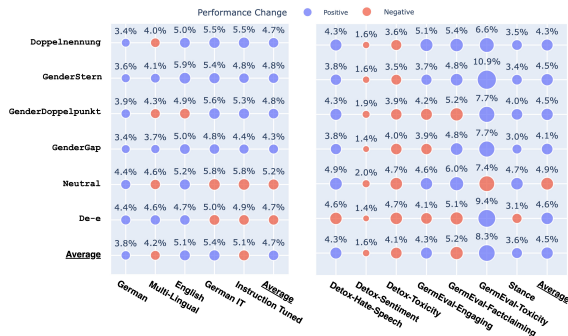 Performance Change Positive Negative
Doppelnennung 3.4% 4.0% 5.0% 5.5% 5.5% 4.7% 4.3% 1.6% 3.6% 5.1% 5.4% 6.6% 3.5% 4.3%
GenderStern 3.6% 4.1% 5.9% 5.4% 4.8% 4.8% 3.8% 1.6% 3.5% 3.7% 4.8% 10.9% 3.4% 4.5%
GenderDoppelpunkt 3.9% 4.3% 4.9% 5.6% 5.3% 4.8% 4.3% 1.9% 3.9% 4.2% 5.2% 7.7% 4.0% 4.5%
GenderGap 3.4% 3.7% 5.0% 4.8% 4.4% 4.3% 3.8% 1.4% 4.0% 3.9% 4.8% 7.7% 3.0% 4.1%
Neutral 4.4% 4.6% 5.2% 5.8% 5.8% 5.2% 4.9% 2.0% 4.7% 4.6% 6.0% 7.4% 4.7% 4.9%
De-e 4.4% 4.6% 4.7% 5.0% 4.9% 4.7% 4.6% 1.4% 4.7% 4.1% 5.1% 9.4% 3.1% 4.6%
Average 3.8% 4.2% 5.1% 5.4% 5.1% 4.7% 4.3% 1.6% 4.1% 4.3% 5.2% 8.3% 3.6% 4.5%
German
Multi-Lingual
English
German IT
Instruction Tuned
Average
Detox-Hate-Speech
Detox-Sentiment
Detox-Toxicity
GermEval-Engaging
GermEval-Factclaiming
GermEval-Toxicity
Stance
Average